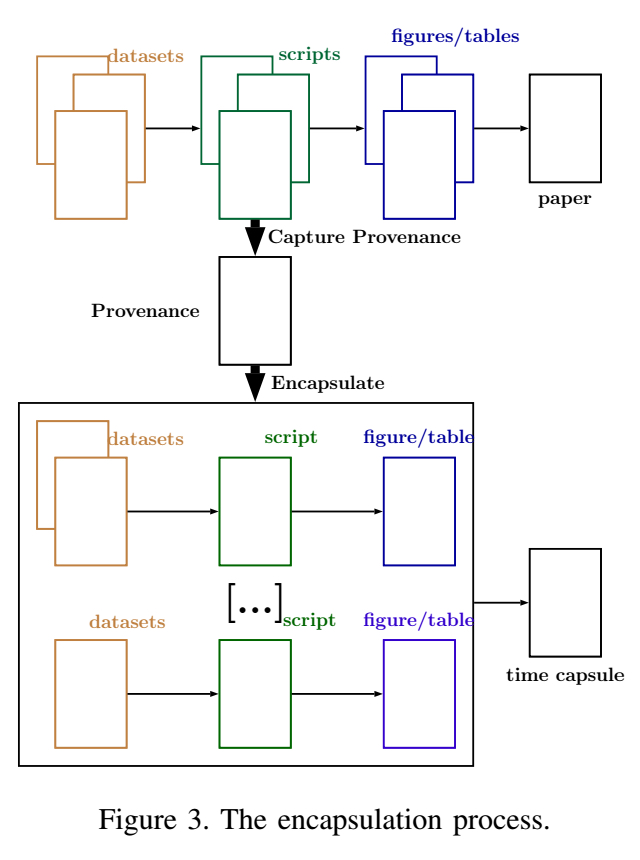 figures/tables
datasets
scripts
paper
Capture Provenance
Provenance
Encapsulate
datasets
script
figure/table
[...]
datasets
script
figure/table
time capsule
Figure 3. The encapsulation process.